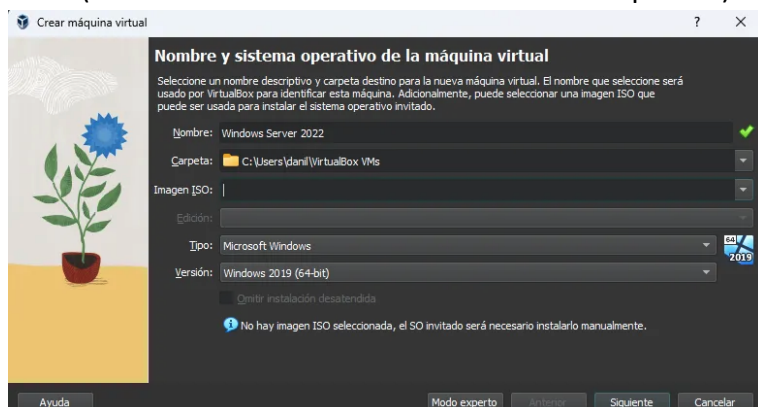 Crear máquina virtual
Nombre y sistema operativo de la máquina virtual
Seleccione un nombre descriptivo y carpeta destino para la nueva máquina virtual. El nombre que seleccione será
usado por VirtualBox para identificar esta máquina. Adicionalmente, puede seleccionar una imagen ISO que
puede ser usada para instalar el sistema operativo invitado.
Nombre: Windows Server 2022
Carpeta: C:\Users\danil\VirtualBox VMs
Imagen ISO:
Edición:
Tipo: Microsoft Windows
64
2019
Versión: Windows 2019 (64-bit)
Omitir instalación desatendida
No hay imagen ISO seleccionada, el SO invitado será necesario instalarlo manualmente.
Ayuda Modo experto Anterior Siguiente Cancelar